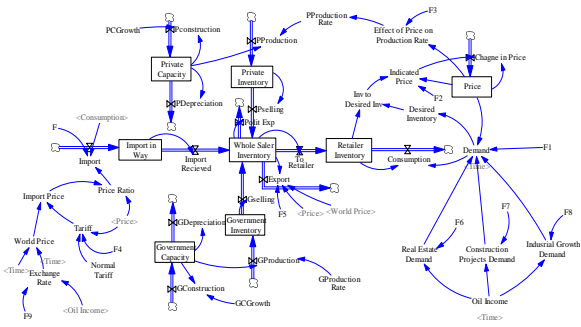 F3
PCGrowth
Pconstruction
PProduction
PProduction
Rate
Effect of Price on
Production Rate
Chagne in Price
Private
Capacity
Private
Inventory
Indicated
Price
Price
F2
PDepreciation
Pselling
Inv to
Desired Inv
Desired
Inventory
<Consumption>
Polit Exp
F
Import in
Way
Whole Saler
Inventory
Retailer
Inventory
Import
Import
Recieved
To
Retailer
Consumption
Demand
F1
<Time>
Export
Price Ratio
Import Price
Gselling
F5
<Price>
<World Price>
<Price>
Tariff
GDepreciation
Government
Inventory
F6
F7
F8
World Price
F4
Government
Capacity
Real Estate
Demand
Construction
Projects Demand
Indusrial Growth
Demand
<Time>
<Time>
Exchange
Rate
Normal
Tariff
GProduction
GProduction
Rate
GConstruction
GCGrowth
Oil Income
F9
<Oil Income>
<Time>